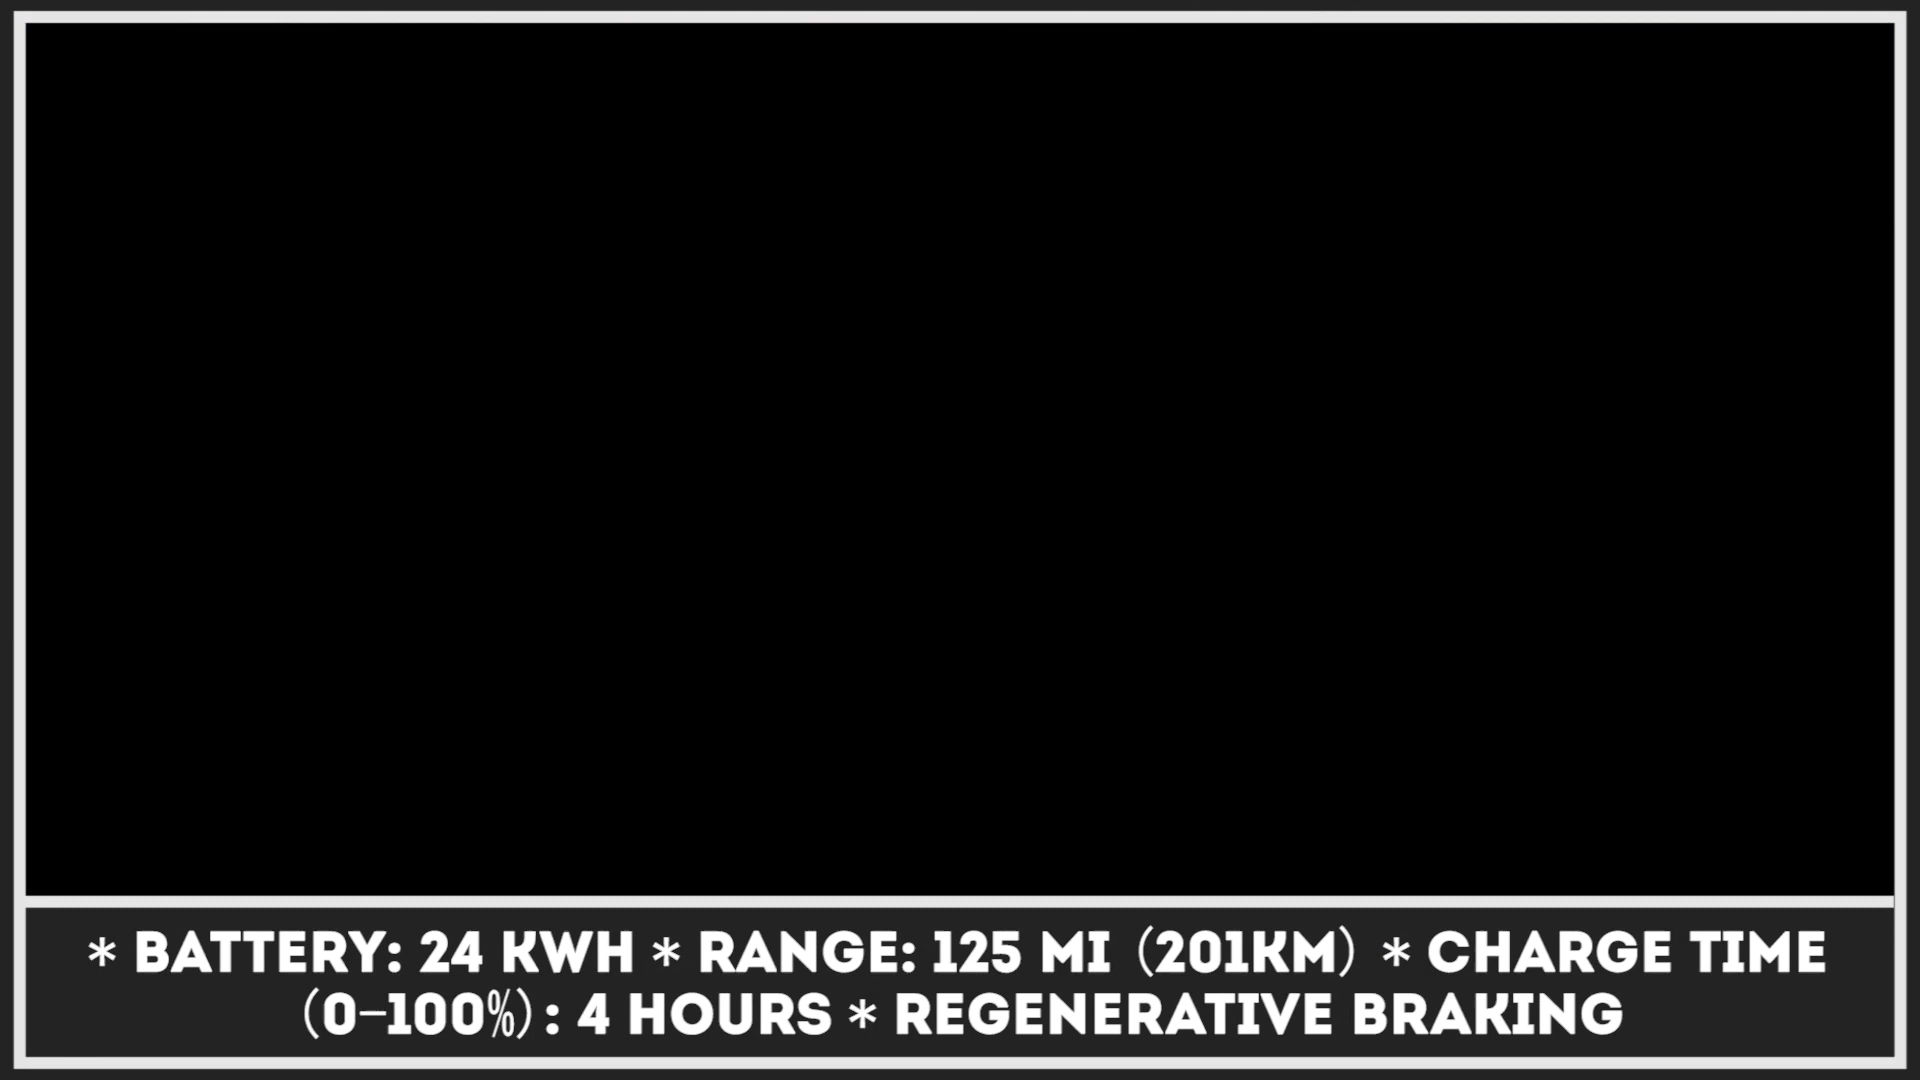 * BATTERY: 24 KWH * RANGE: 125 MI (201KM) * CHARGE TIME
(0-100%): 4 HOURS * REGENERATIVE BRAKING